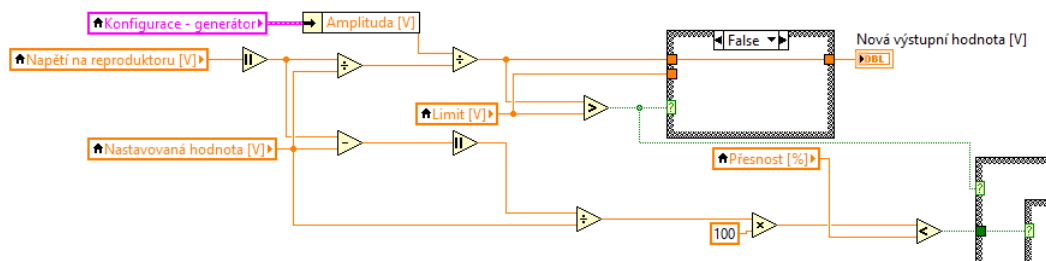 Konfigurace - generátor
Amplituda [V]
False
Nová výstupní hodnota [V]
Napětí na reproduktoru [V]
DBL
Limit [V]
Nastavovaná hodnota [V]
Přesnost [%]
100